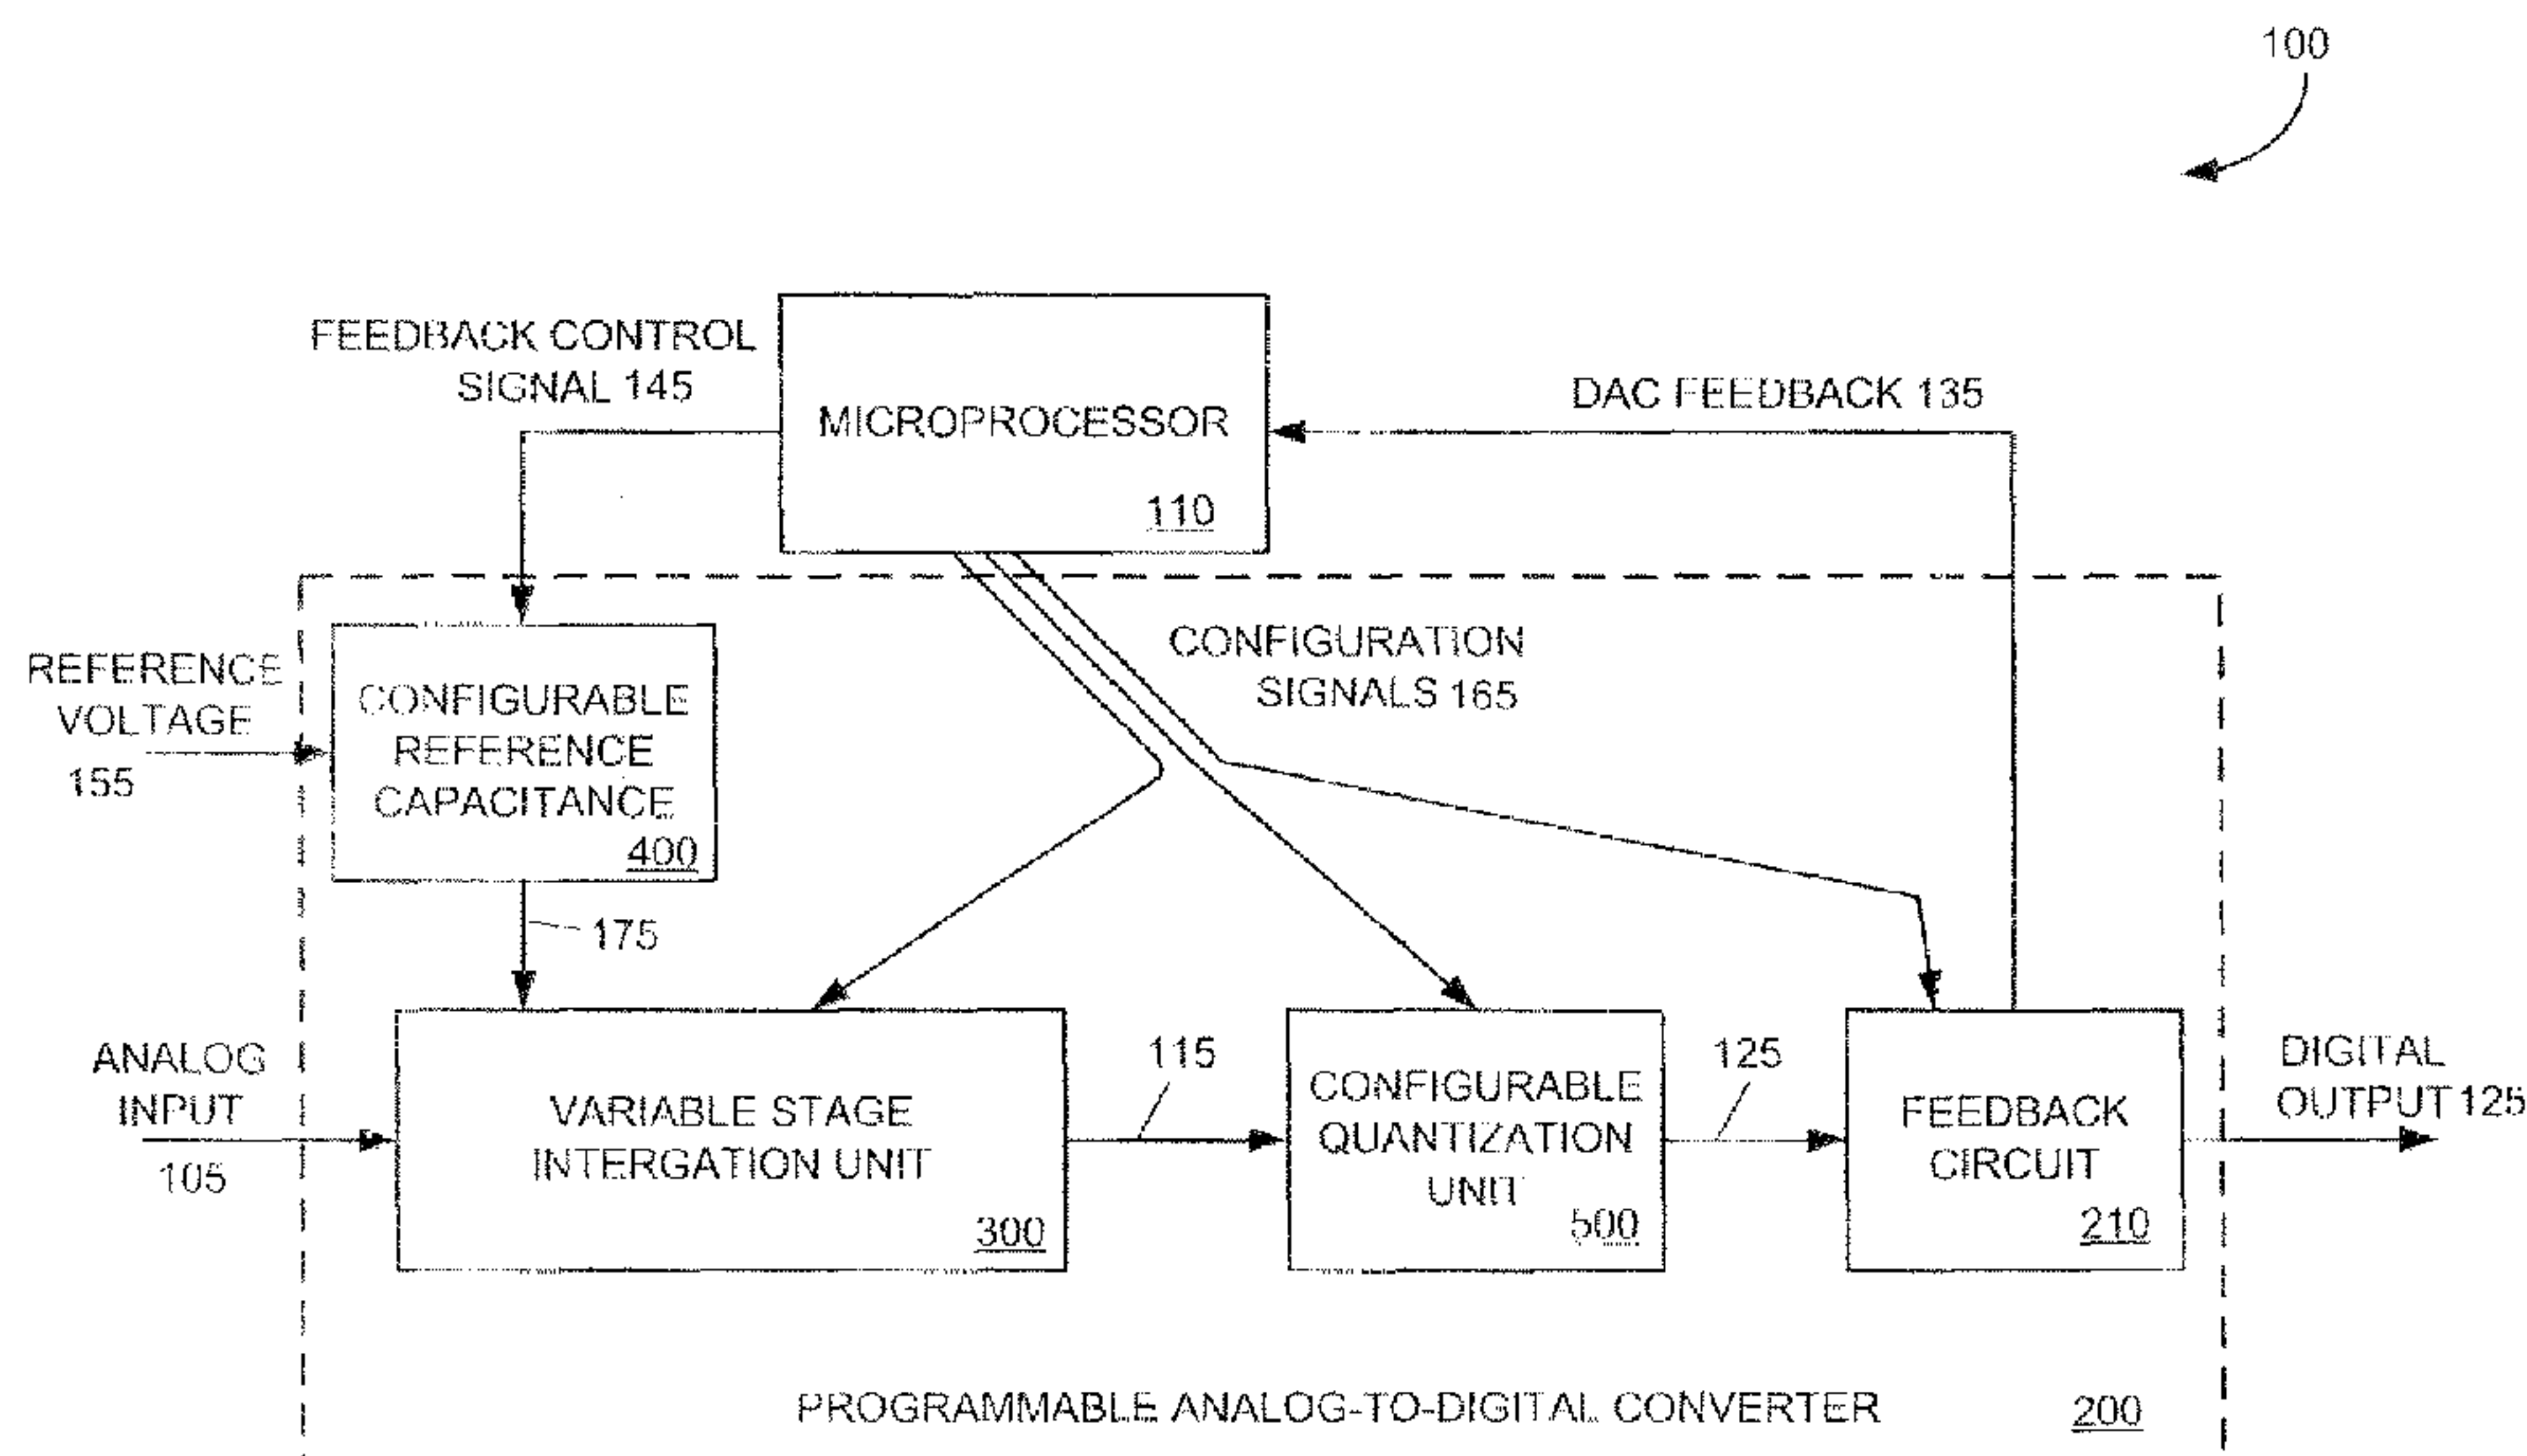 100
FEEDBACK CONTROL
SIGNAL 145
MICROPROCESSOR
110
DAC FEEDBACK 135
REFERENCE
VOLTAGE
155
CONFIGURABLE
REFERENCE
CAPACITANCE
400
CONFIGURATION
SIGNALS 165
175
ANALOG
INPUT
105
VARIABLE STAGE
INTERGATION UNIT
300
115
CONFIGURABLE
QUANTIZATION
UNIT
500
125
FEEDBACK
CIRCUIT
210
DIGITAL
OUTPUT 125
PROGRAMMABLE ANALOG-TO-DIGITAL CONVERTER
200